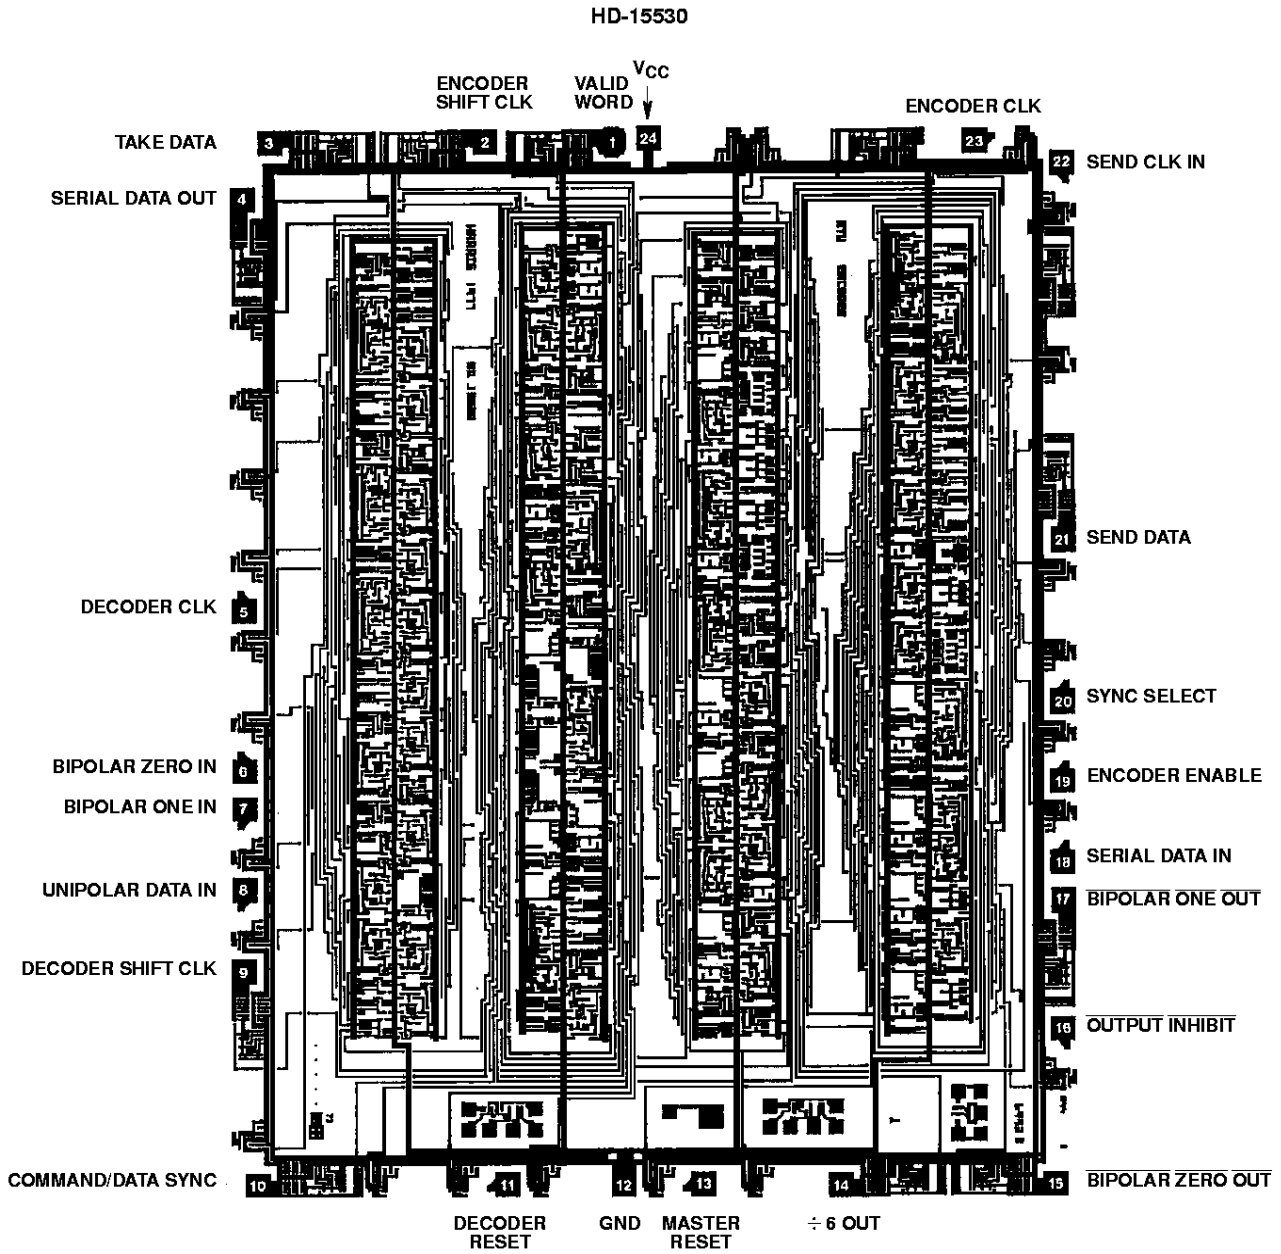 HD-15530
VCC
ENCODER
SHIFT CLK
VALID
WORD
ENCODER CLK
TAKE DATA
3
2
1
24
23
22
SEND CLK IN
SERIAL DATA OUT
4
HARRIS 1977
21
SEND DATA
DECODER CLK
5
20
SYNC SELECT
BIPOLAR ZERO IN
6
19
ENCODER ENABLE
BIPOLAR ONE IN
7
18
SERIAL DATA IN
UNIPOLAR DATA IN
8
17
BIPOLAR ONE OUT
DECODER SHIFT CLK
9
16
OUTPUT INHIBIT
COMMAND/DATA SYNC
10
11
12
13
14
15
BIPOLAR ZERO OUT
DECODER
RESET
GND
MASTER
RESET
÷ 6 OUT